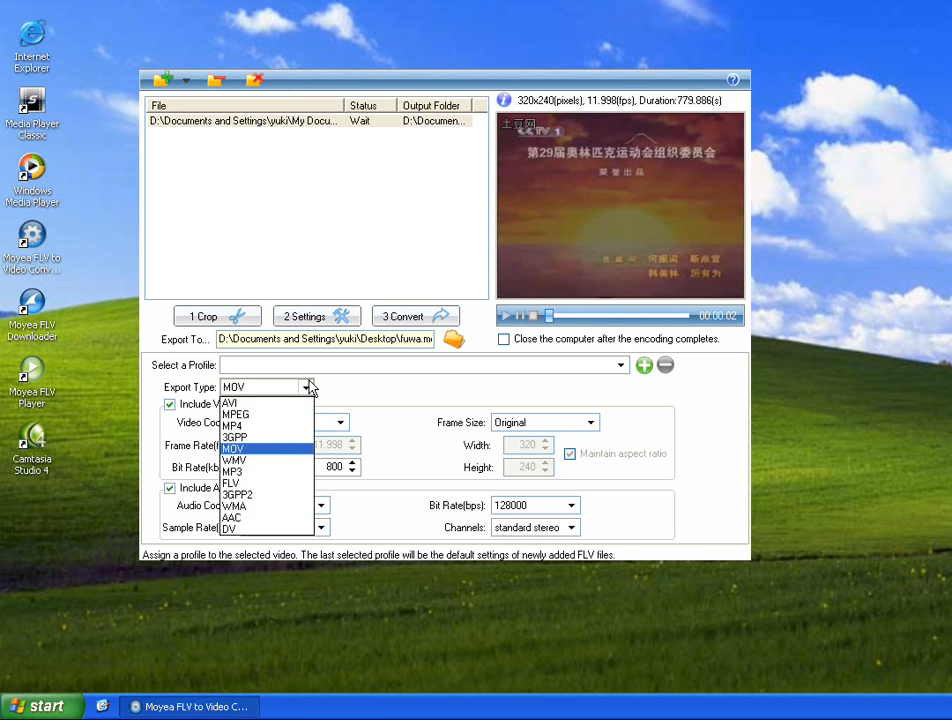 Internet
Explorer
Media Player
Classic
Windows
Media Player
Moyea FLV to
Video Conv...
Moyea FLV
Downloader
Moyea FLV
Player
Camtasia
Studio 4
File
Status
Output Folder
D:\Documents and Settings\yuki\My Docu...
Wait
D:\Documen...
320x240(pixels), 11.998(fps), Duration:779.886(s)
土豆网
CCTV 1
第29届奥林匹克运动会组织委员会
荣誉出品
1 Crop
2 Settings
3 Convert
00:00:02
Export To...
D:\Documents and Settings\yuki\Desktop\fuwa.m
Close the computer after the encoding completes.
Select a Profile:
Export Type:
MOV
AVI
MPEG
MP4
3GPP
MOV
WMV
MP3
FLV
3GPP2
WMA
AAC
DV
Include V
Video Coc
Frame Size:
Original
Frame Rate(f
11.998
Width:
320
Maintain aspect ratio
Bit Rate(kb
800
Height:
240
Include A
Audio Coc
Bit Rate(bps):
128000
Sample Rate
Channels:
standard stereo
Assign a profile to the selected video. The last selected profile will be the default settings of newly added FLV files.
start
Moyea FLV to Video C...